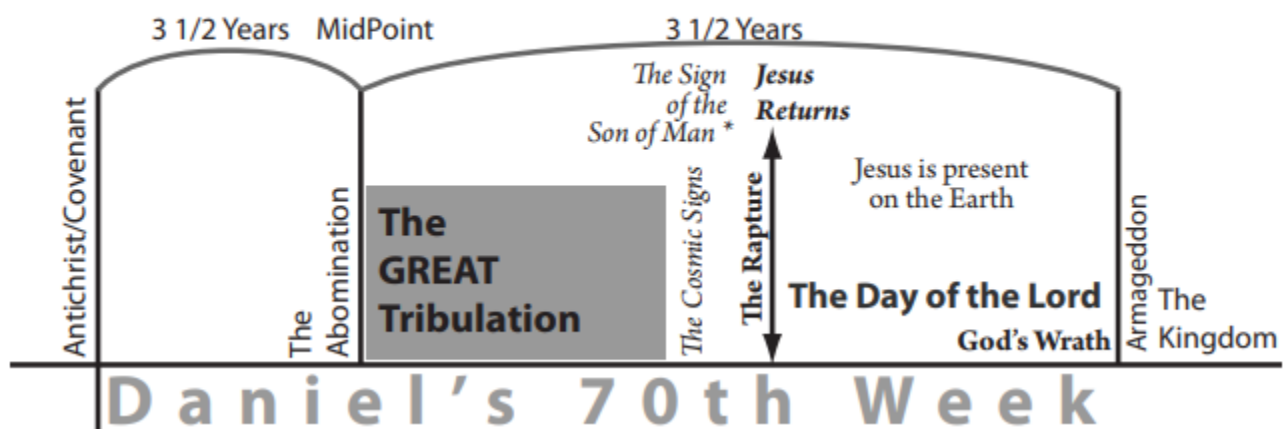 3 1/2 Years
MidPoint
3 1/2 Years
Antichrist/Covenant
The
Abomination
The
GREAT
Tribulation
The Sign
of the
Son of Man *
The Cosmic Signs
Jesus
Returns
The Rapture
Jesus is present
on the Earth
The Day of the Lord
God's Wrath
Armageddon
The
Kingdom
Daniel's 70th Week